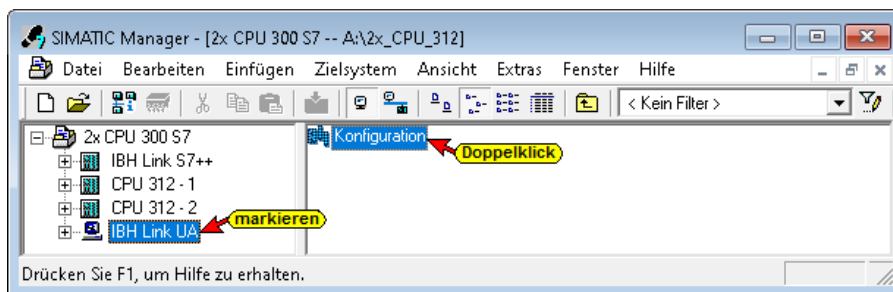 SIMATIC Manager - [2x CPU 300 S7 -- A:\2x_CPU_312]
Datei Bearbeiten Einfügen Zielsystem Ansicht Extras Fenster Hilfe
< Kein Filter >
2x CPU 300 S7
IBH Link S7++
CPU 312 - 1
CPU 312 - 2
IBH Link UA
markieren
Konfiguration
Doppelklick
Drücken Sie F1, um Hilfe zu erhalten.